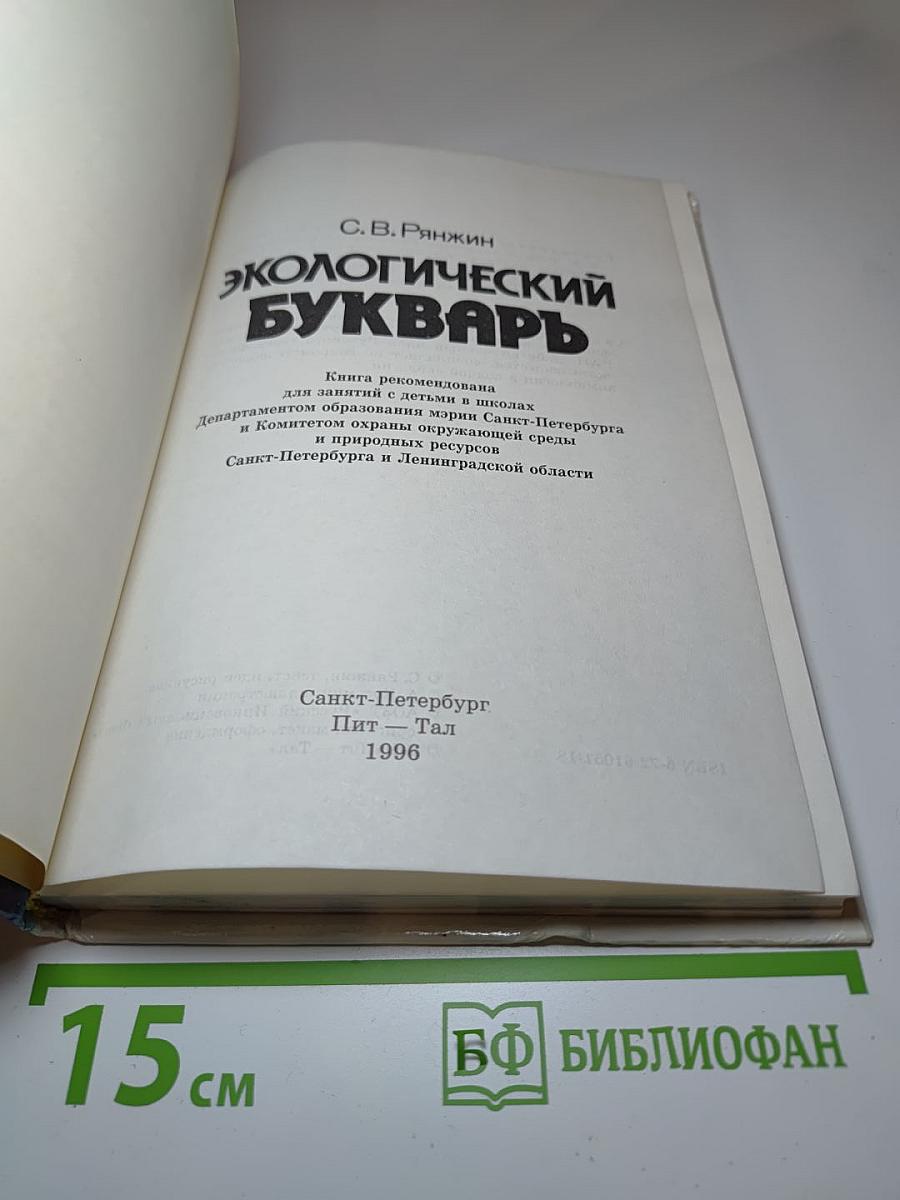 С. В. Рянжин
ЭКОЛОГИЧЕСКИЙ
БУКВАРЬ
Книга рекомендована
для занятий с детьми в школах
Департаментом образования мэрии Санкт-Петербурга
и Комитетом охраны окружающей среды
и природных ресурсов
Санкт-Петербурга и Ленинградской области
Санкт-Петербург
Пит — Тал
1996
15 см
БФ БИБЛИОФАН